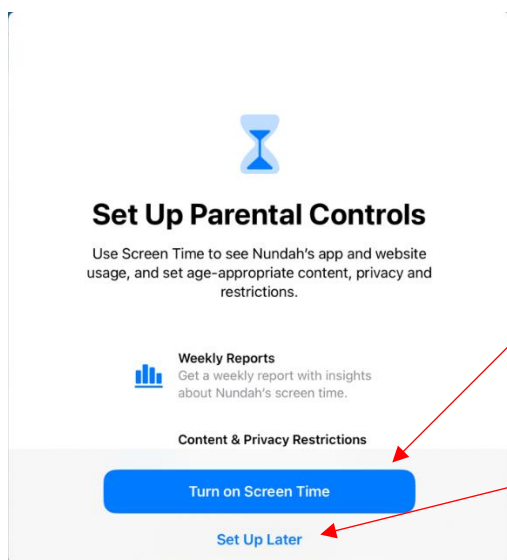 Set Up Parental Controls
Use Screen Time to see Nundah's app and website
usage, and set age-appropriate content, privacy and
restrictions.
Weekly Reports
Get a weekly report with insights
about Nundah's screen time.
Content & Privacy Restrictions
Turn on Screen Time
Set Up Later